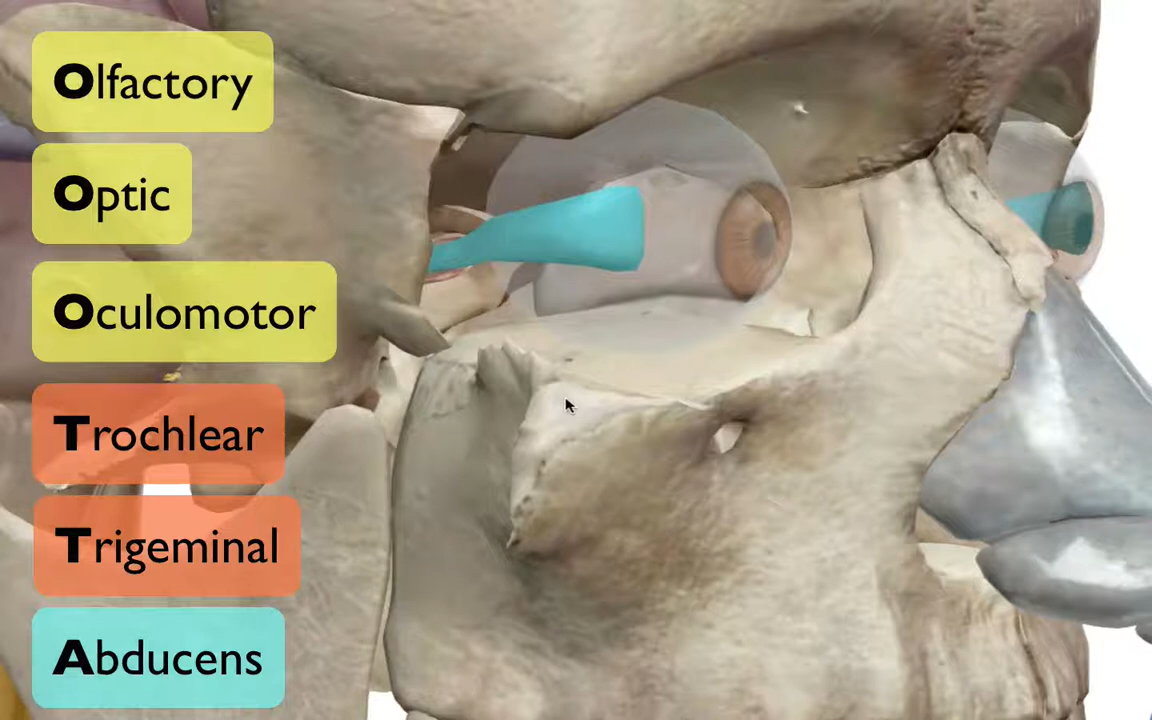 Olfactory
Optic
Oculomotor
Trochlear
Trigeminal
Abducens